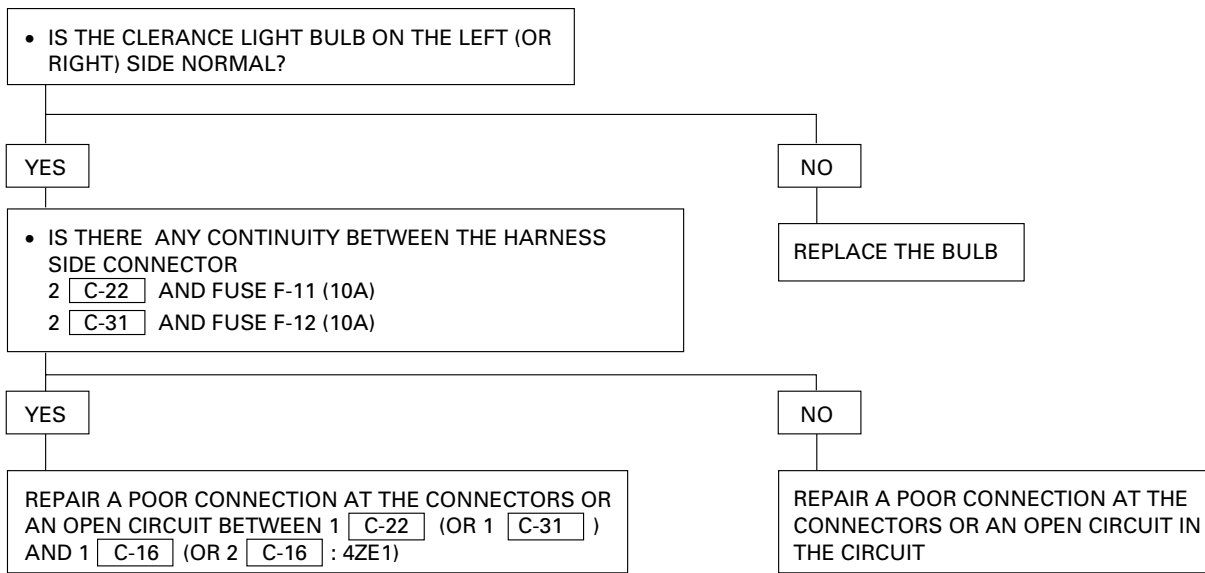 • IS THE CLERANCE LIGHT BULB ON THE LEFT (OR
RIGHT) SIDE NORMAL?
YES
NO
• IS THERE ANY CONTINUITY BETWEEN THE HARNESS
SIDE CONNECTOR
2 C-22 AND FUSE F-11 (10A)
2 C-31 AND FUSE F-12 (10A)
REPLACE THE BULB
YES
NO
REPAIR A POOR CONNECTION AT THE CONNECTORS OR
AN OPEN CIRCUIT BETWEEN 1 C-22 (OR 1 C-31 )
AND 1 C-16 (OR 2 C-16 : 4ZE1)
REPAIR A POOR CONNECTION AT THE
CONNECTORS OR AN OPEN CIRCUIT IN
THE CIRCUIT